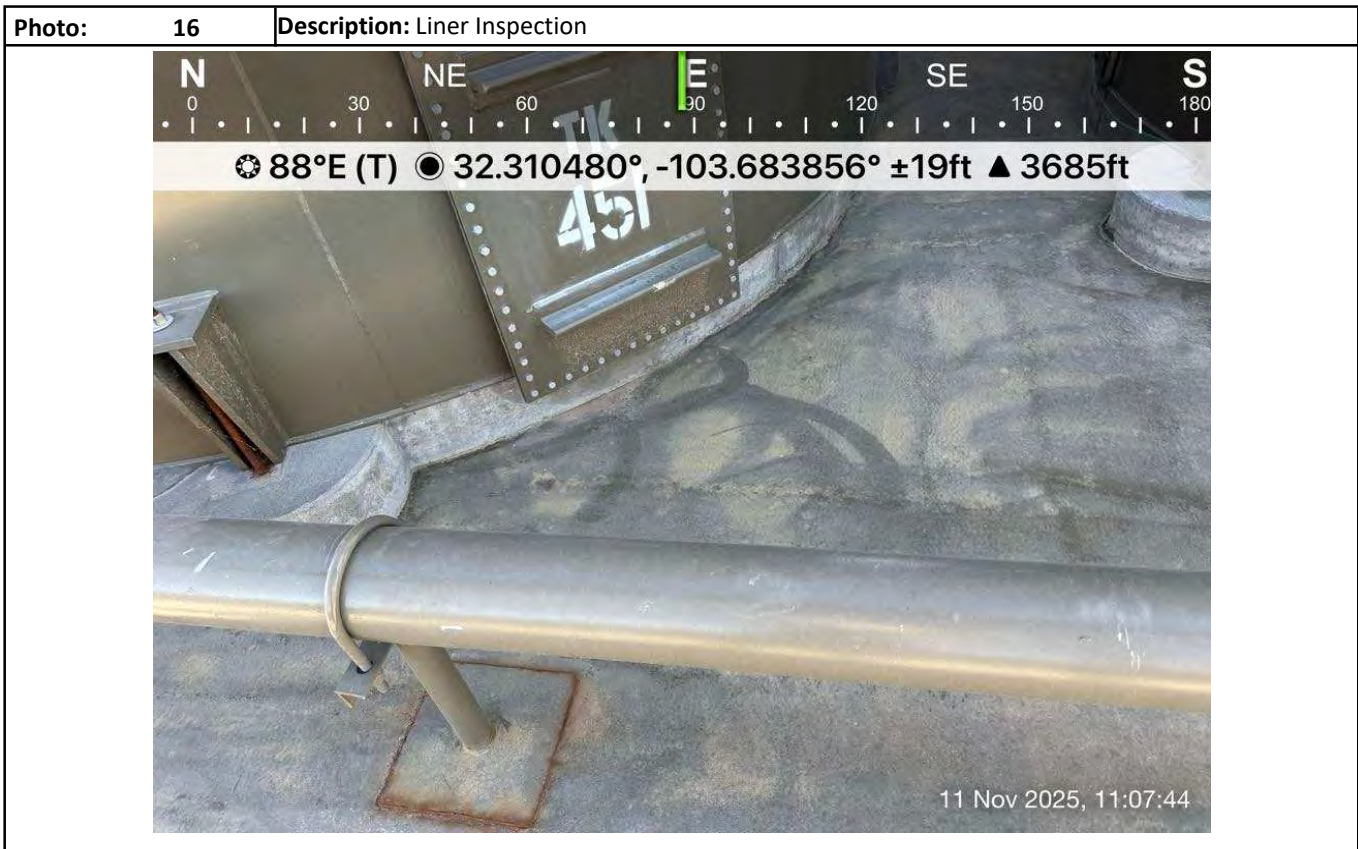 Photo: 16 Description: Liner Inspection
N NE E SE S
0 30 60 90 120 150 180
88°E (T) 32.310480°, -103.683856° ±19ft ▲ 3685ft
TK
451
11 Nov 2025, 11:07:44